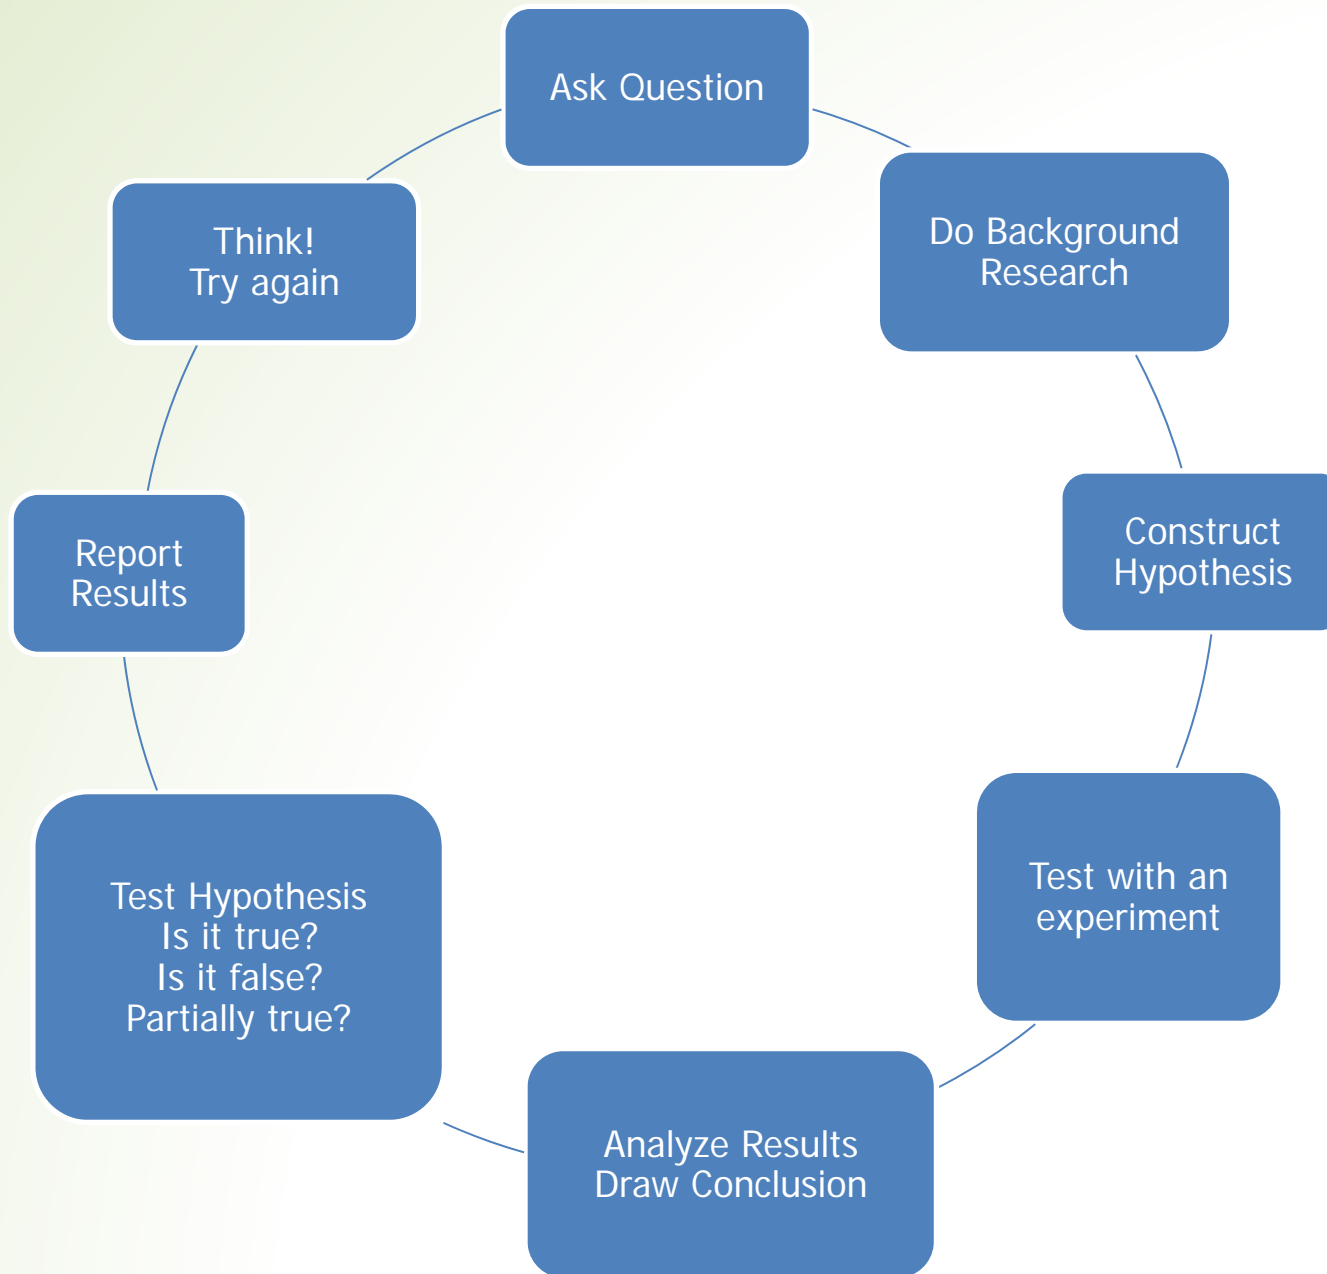 Ask Question
Do Background
Research
Construct
Hypothesis
Test with an
experiment
Analyze Results
Draw Conclusion
Test Hypothesis
Is it true?
Is it false?
Partially true?
Report
Results
Think!
Try again